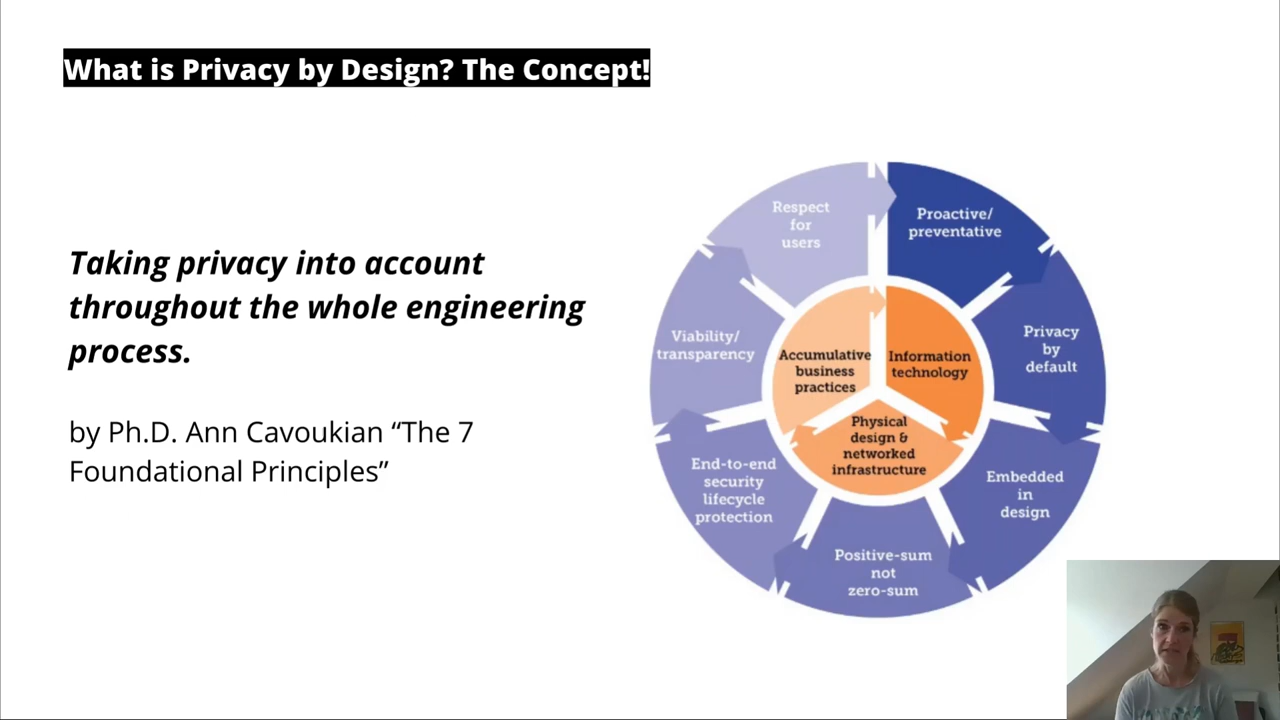 What is Privacy by Design? The Concept!
Taking privacy into account
throughout the whole engineering
process.
by Ph.D. Ann Cavoukian “The 7
Foundational Principles”
Respect
for
users
Proactive/
preventative
Privacy
by
default
Embedded
in
design
Positive-sum
not
zero-sum
End-to-end
security
lifecycle
protection
Viability/
transparency
Accumulative
business
practices
Information
technology
Physical
design &
networked
infrastructure